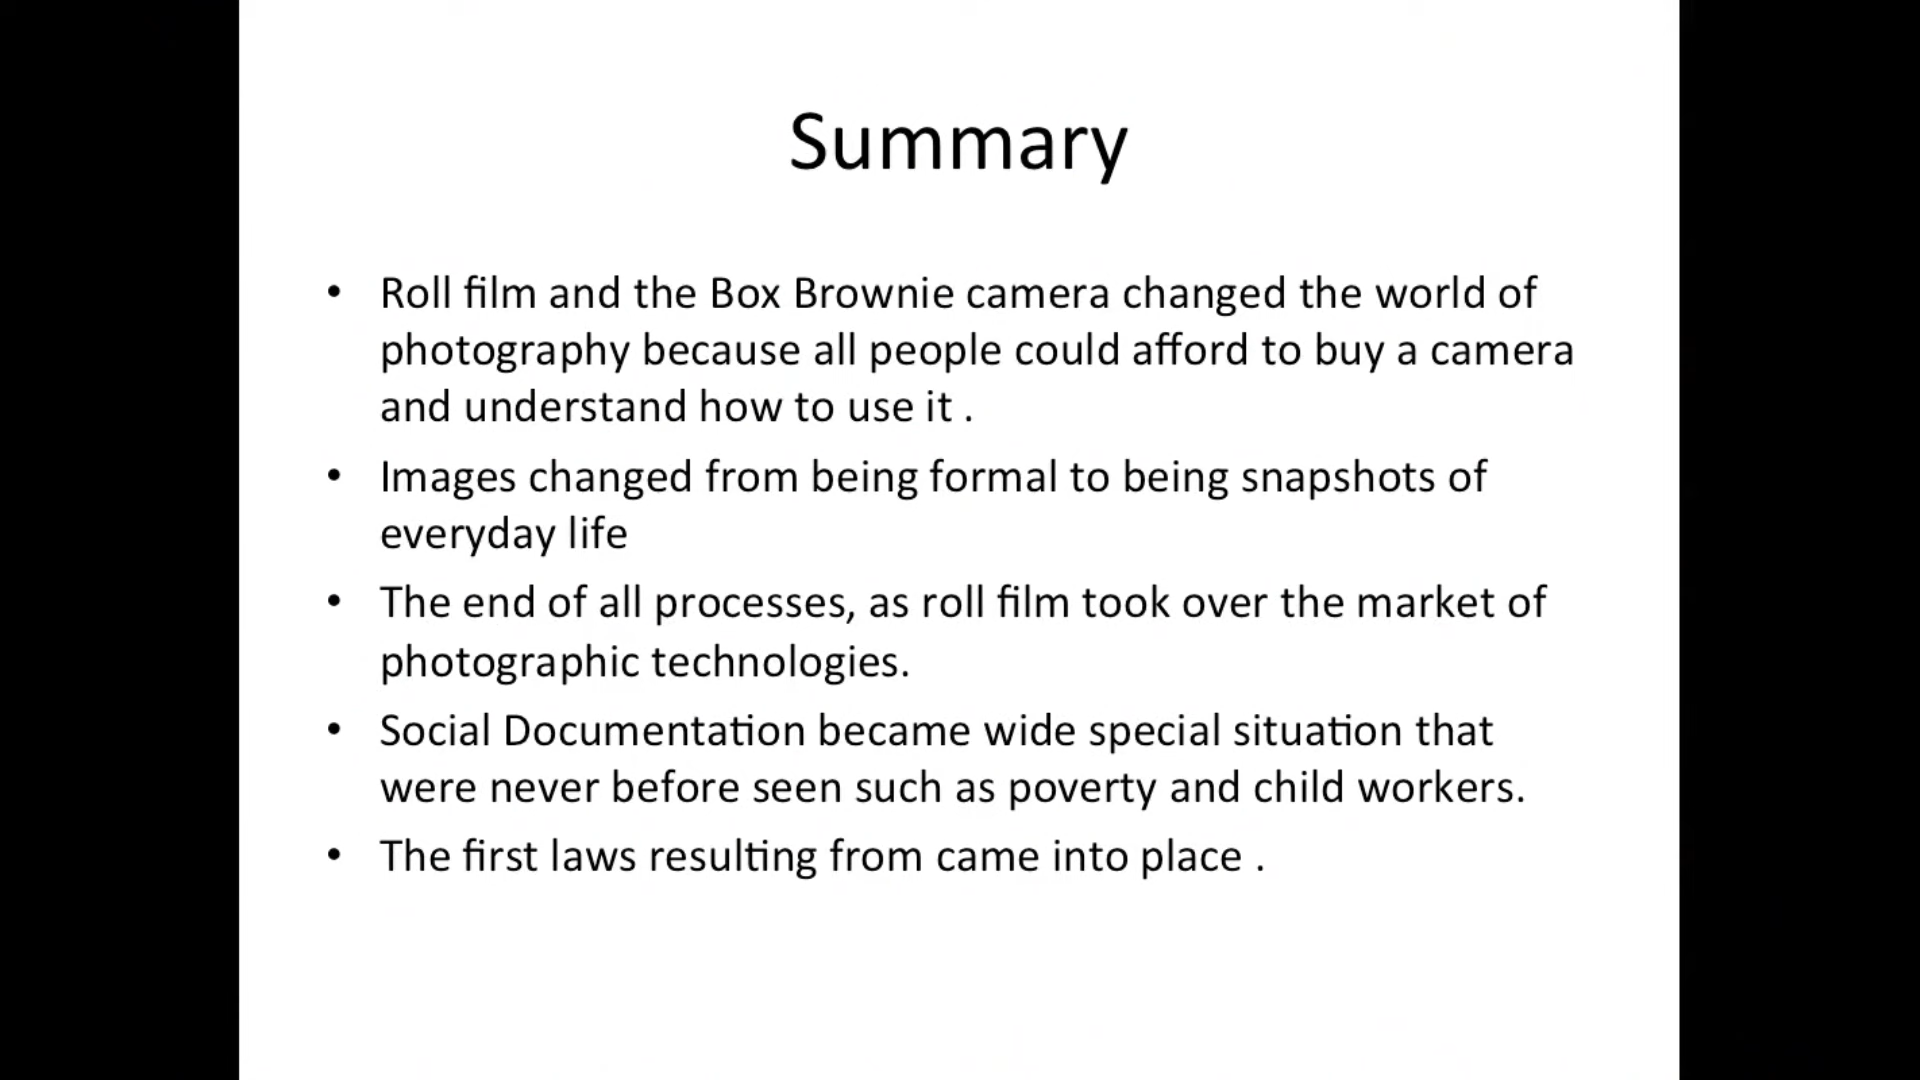 Summary
• Roll film and the Box Brownie camera changed the world of
photography because all people could afford to buy a camera
and understand how to use it .
• Images changed from being formal to being snapshots of
everyday life
• The end of all processes, as roll film took over the market of
photographic technologies.
• Social Documentation became wide special situation that
were never before seen such as poverty and child workers.
• The first laws resulting from came into place .